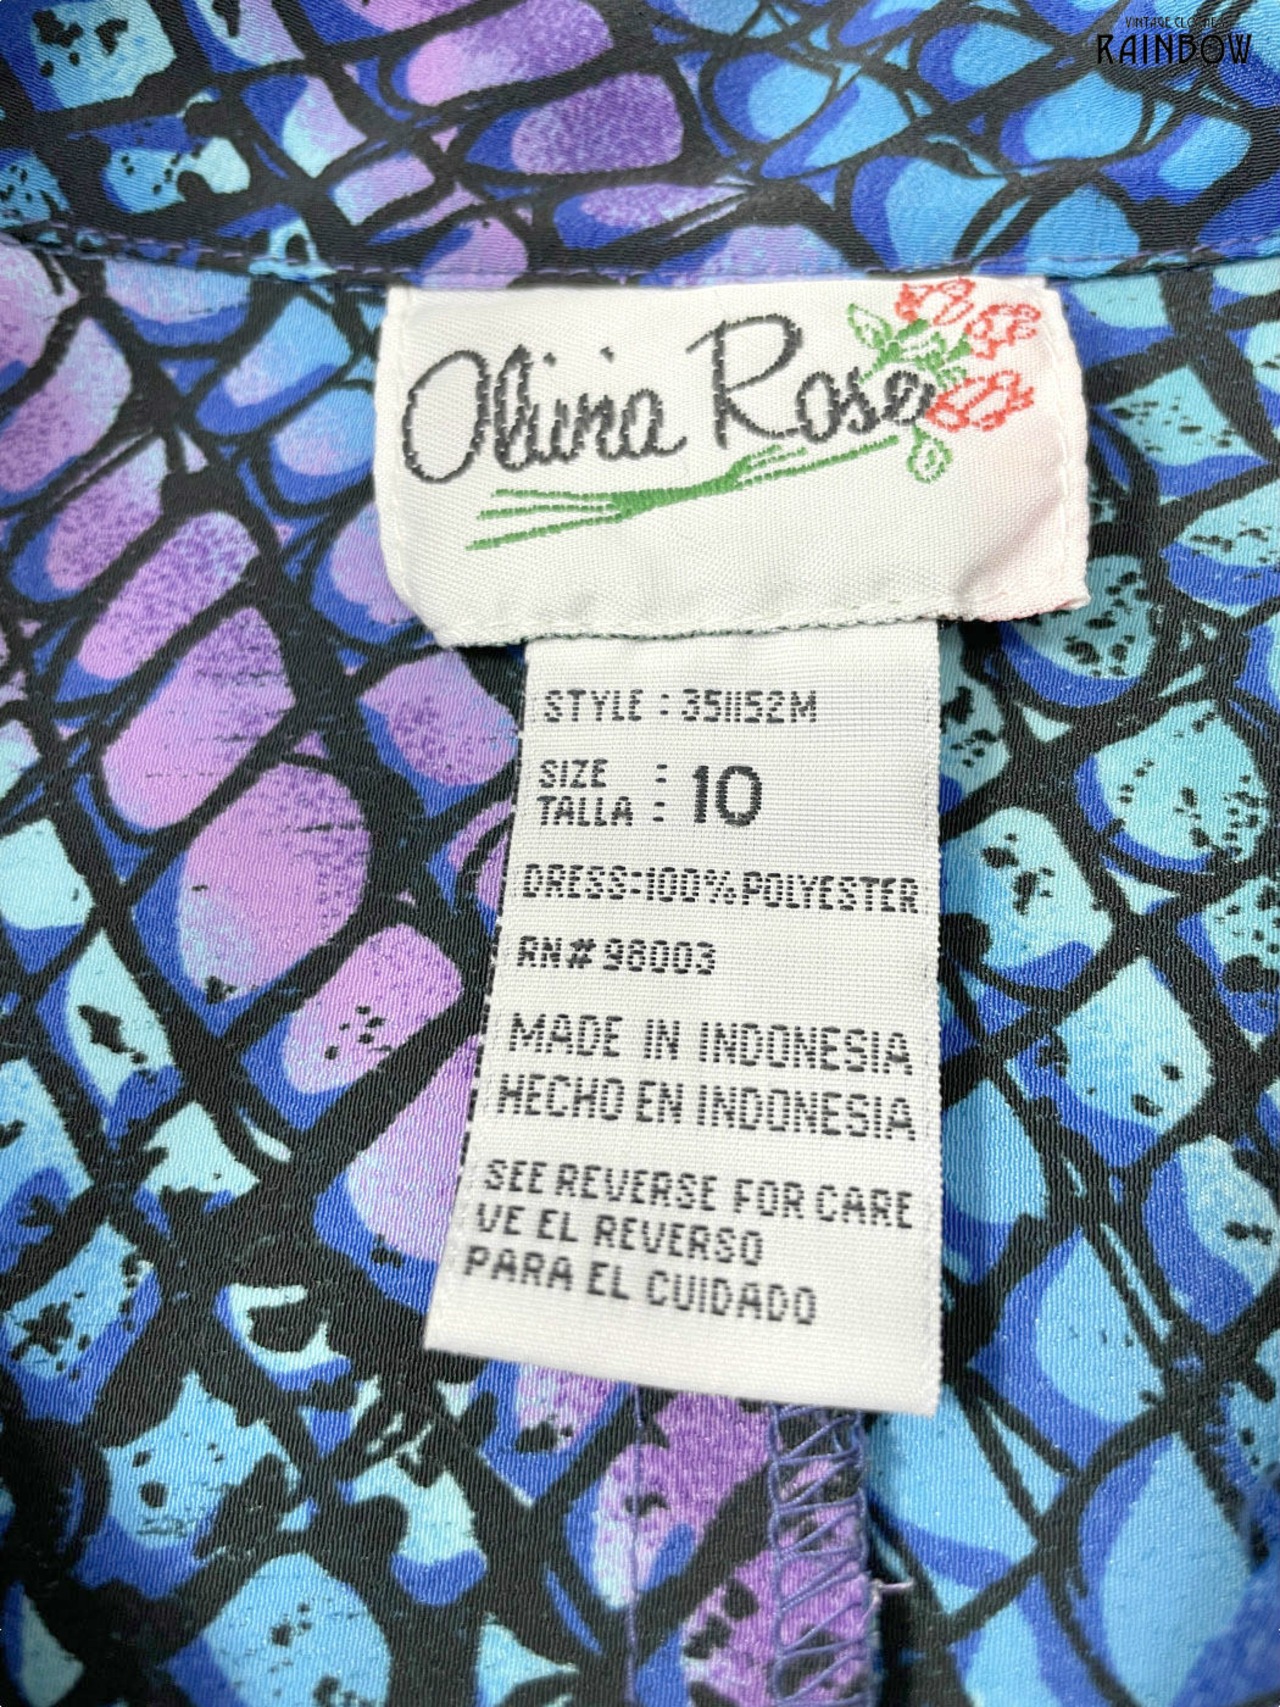 VINTAGE CLOTHES
RAINBOW
Olivia Rose
STYLE : 351152M
SIZE :
TALLA : 10
DRESS:100%POLYESTER
RN# 98003
MADE IN INDONESIA
HECHO EN INDONESIA
SEE REVERSE FOR CARE
VE EL REVERSO
PARA EL CUIDADO